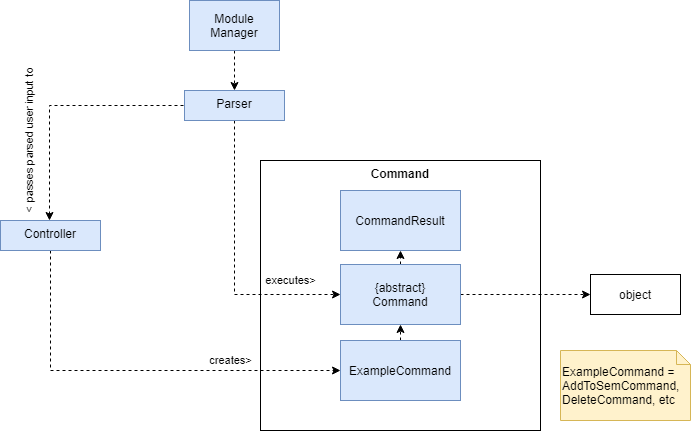 Module
Manager
Parser
< passes parsed user input to
Command
CommandResult
Controller
executes>
{abstract}
Command
object
creates>
ExampleCommand
ExampleCommand =
AddToSemCommand,
DeleteCommand, etc